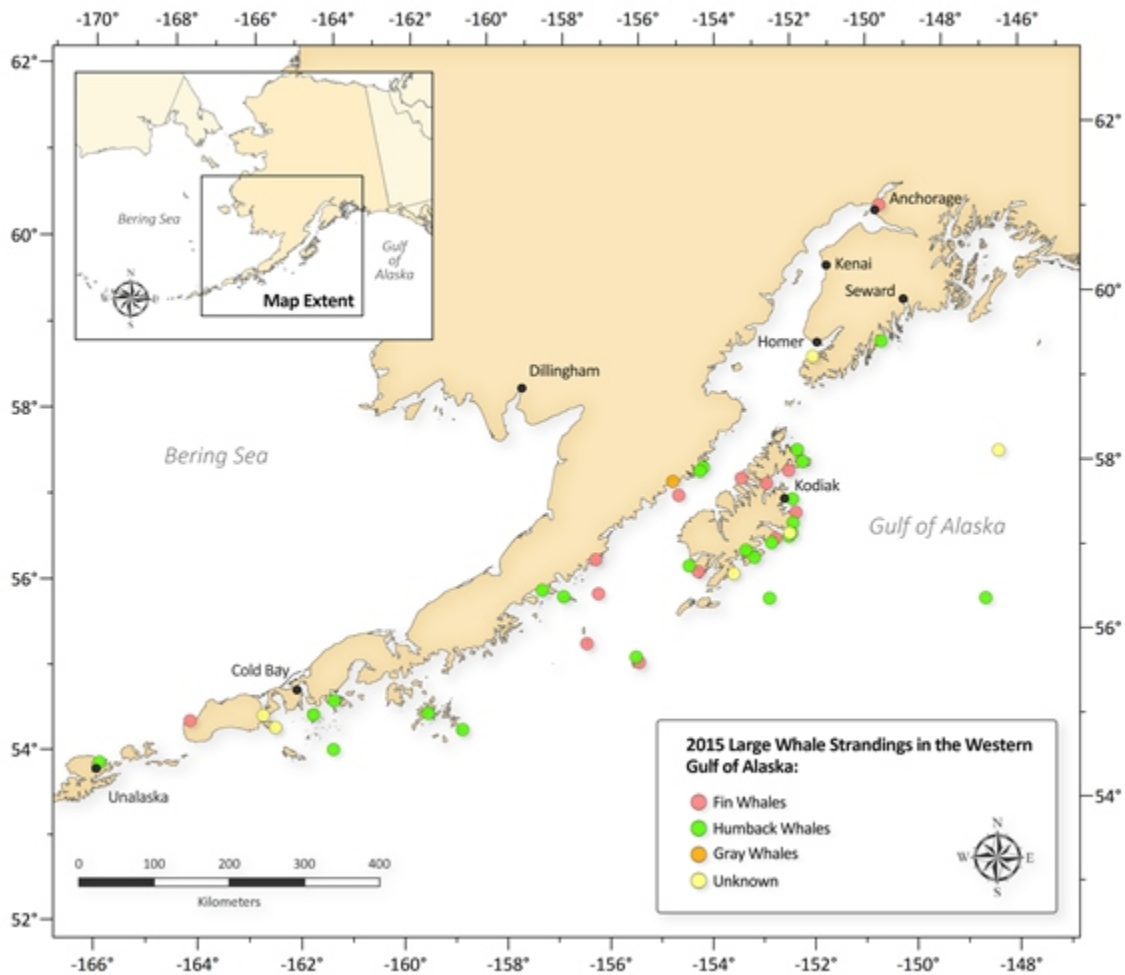 -170° -168° -166° -164° -162° -160° -158° -156° -154° -152° -150° -148° -146°
62°
62°
Bering Sea
Gulf
of
Alaska
N
E
S
Map Extent
Anchorage
60°
Kenai
60°
Seward
Homer
Dillingham
58°
Bering Sea
58°
Kodiak
Gulf of Alaska
56°
56°
Cold Bay
54°
Unalaska
54°
2015 Large Whale Strandings in the Western
Gulf of Alaska:
Fin Whales
Humback Whales
Gray Whales
Unknown
N
W E
S
0 100 200 300 400
Kilometers
52°
-166° -164° -162° -160° -158° -156° -154° -152° -150° -148°